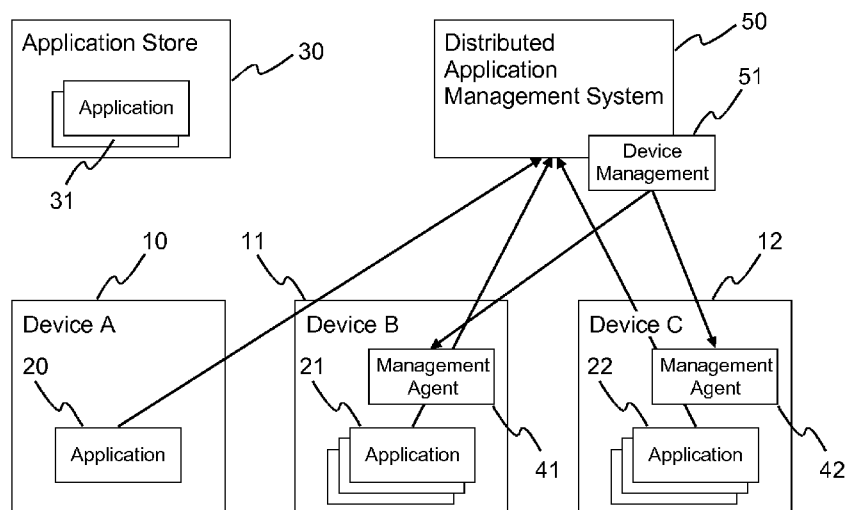 Application Store
30
Application
31
Distributed
Application
Management System
50
51
Device
Management
10
11
12
Device A
Device B
Device C
20
Application
21
Management
Agent
Application
41
22
Management
Agent
Application
42